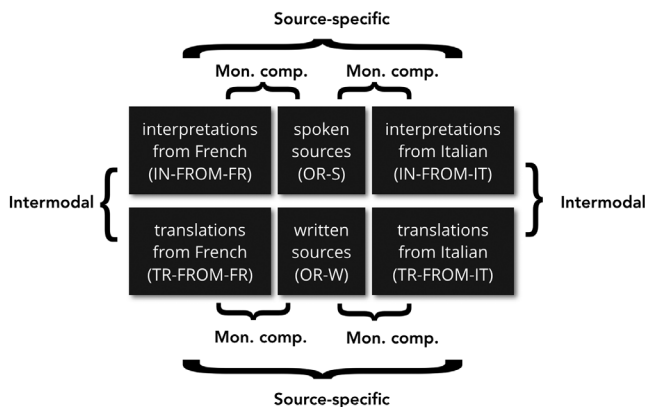 Source-specific
Mon. comp. Mon. comp.
interpretations
from French
(IN-FROM-FR)
spoken
sources
(OR-S)
interpretations
from Italian
(IN-FROM-IT)
Intermodal
Intermodal
translations
from French
(TR-FROM-FR)
written
sources
(OR-W)
translations
from Italian
(TR-FROM-IT)
Mon. comp. Mon. comp.
Source-specific